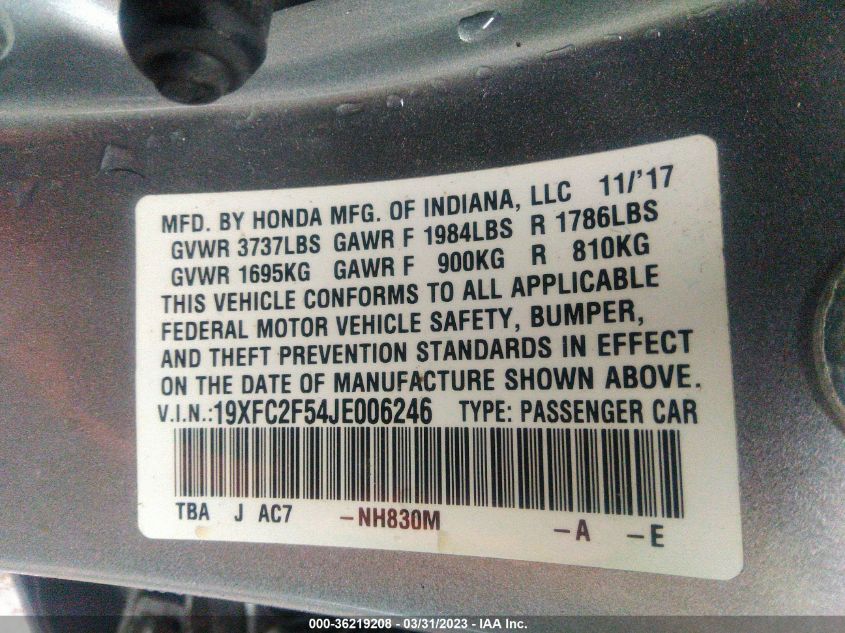 MFD. BY HONDA MFG. OF INDIANA, LLC 11/'17
GVWR 3737LBS GAWR F 1984LBS R 1786LBS
GVWR 1695KG GAWR F 900KG R 810KG
THIS VEHICLE CONFORMS TO ALL APPLICABLE
FEDERAL MOTOR VEHICLE SAFETY, BUMPER,
AND THEFT PREVENTION STANDARDS IN EFFECT
ON THE DATE OF MANUFACTURE SHOWN ABOVE.
V.I.N.:19XFC2F54JE006246 TYPE: PASSENGER CAR
TBA J AC7 -NH830M -A -E
000-36219208 - 03/31/2023 - IAA Inc.